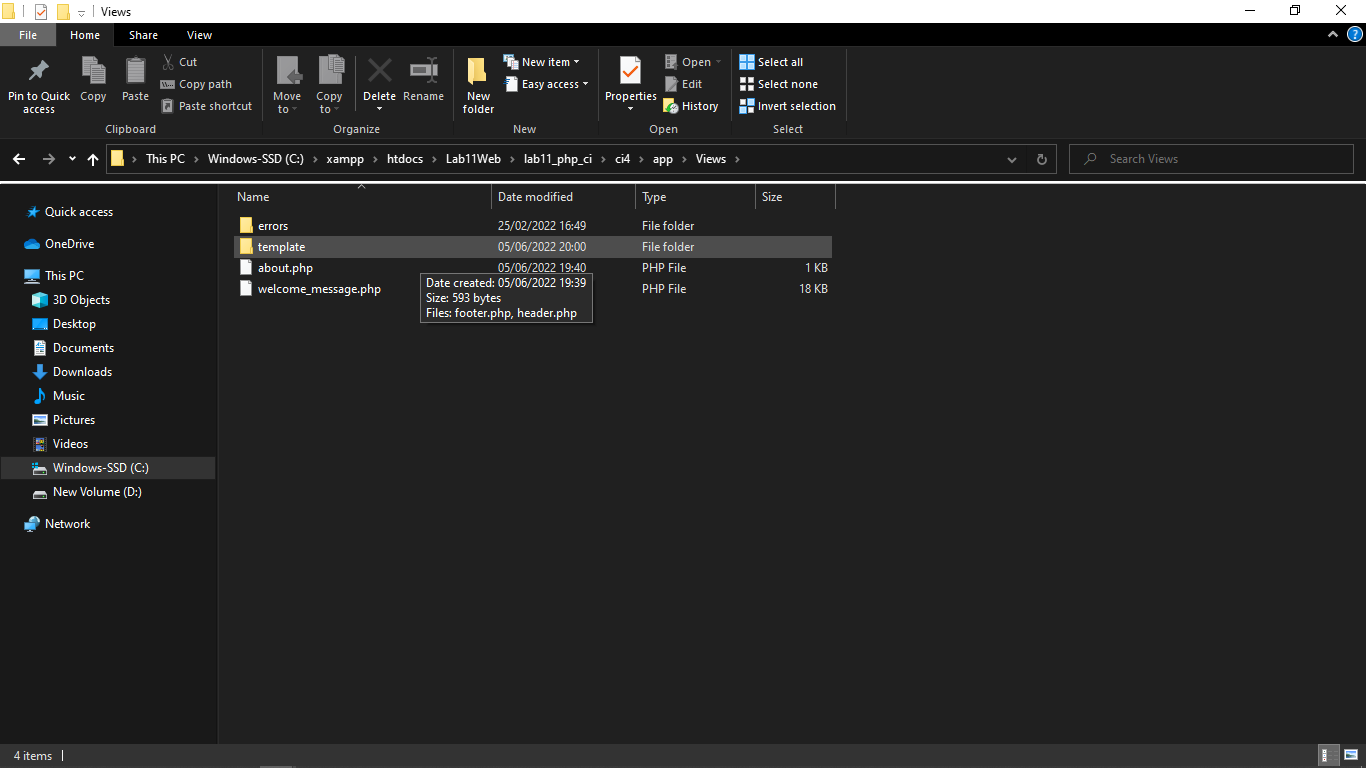 Views
File Home Share View
Pin to Quick access
Copy
Paste
Cut
Copy path
Paste shortcut
Clipboard
Move to
Copy to
Delete
Rename
Organize
New folder
New item
Easy access
New
Properties
Open
Edit
History
Open
Select all
Select none
Invert selection
Select
This PC › Windows-SSD (C:) › xampp › htdocs › Lab11Web › lab11_php_ci › ci4 › app › Views ›
Search Views
Quick access
OneDrive
This PC
3D Objects
Desktop
Documents
Downloads
Music
Pictures
Videos
Windows-SSD (C:)
New Volume (D:)
Network
Name Date modified Type Size
errors 25/02/2022 16:49 File folder
template 05/06/2022 20:00 File folder
about.php 05/06/2022 19:40 PHP File 1 KB
welcome_message.php PHP File 18 KB
Date created: 05/06/2022 19:39
Size: 593 bytes
Files: footer.php, header.php
4 items